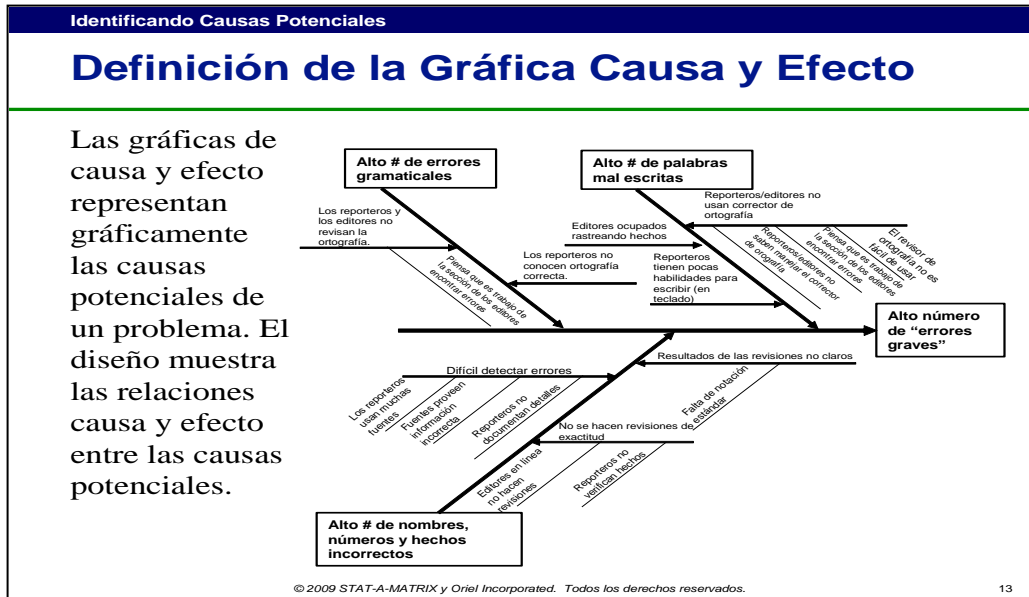 Identificando Causas Potenciales
Definición de la Gráfica Causa y Efecto
Las gráficas de
causa y efecto
representan
gráficamente
las causas
potenciales de
un problema. El
diseño muestra
las relaciones
causa y efecto
entre las causas
potenciales.
Alto # de errores
gramaticales
Los reporteros y
los editores no
revisan la
ortografía.
Piensa que es trabajo de
la sección de los editores
encontrar errores
Los reporteros no
conocen ortografía
correcta.
Alto # de palabras
mal escritas
Reporteros/editores no
usan corrector de
ortografía
Editores ocupados
rastreando hechos
Reporteros
tienen pocas
habilidades para
escribir (en
teclado)
Reporteros/editores no
saben manejar el corrector
de orografía
Piensa que es trabajo de
la sección de los editores
encontrar errores
El revisor de
ortografía no es
fácil de usar
Alto número
de “errores
graves”
Resultados de las revisiones no claros
Difícil detectar errores
Los reporteros
usan muchas
fuentes
Fuentes proveen
información
incorrecta
Reporteros no
documentan detalles
Falta de notación
estándar
No se hacen revisiones de
exactitud
Editores en línea
no hacen
revisiones
Reporteros no
verifican hechos
Alto # de nombres,
números y hechos
incorrectos
© 2009 STAT-A-MATRIX y Oriel Incorporated. Todos los derechos reservados.
13